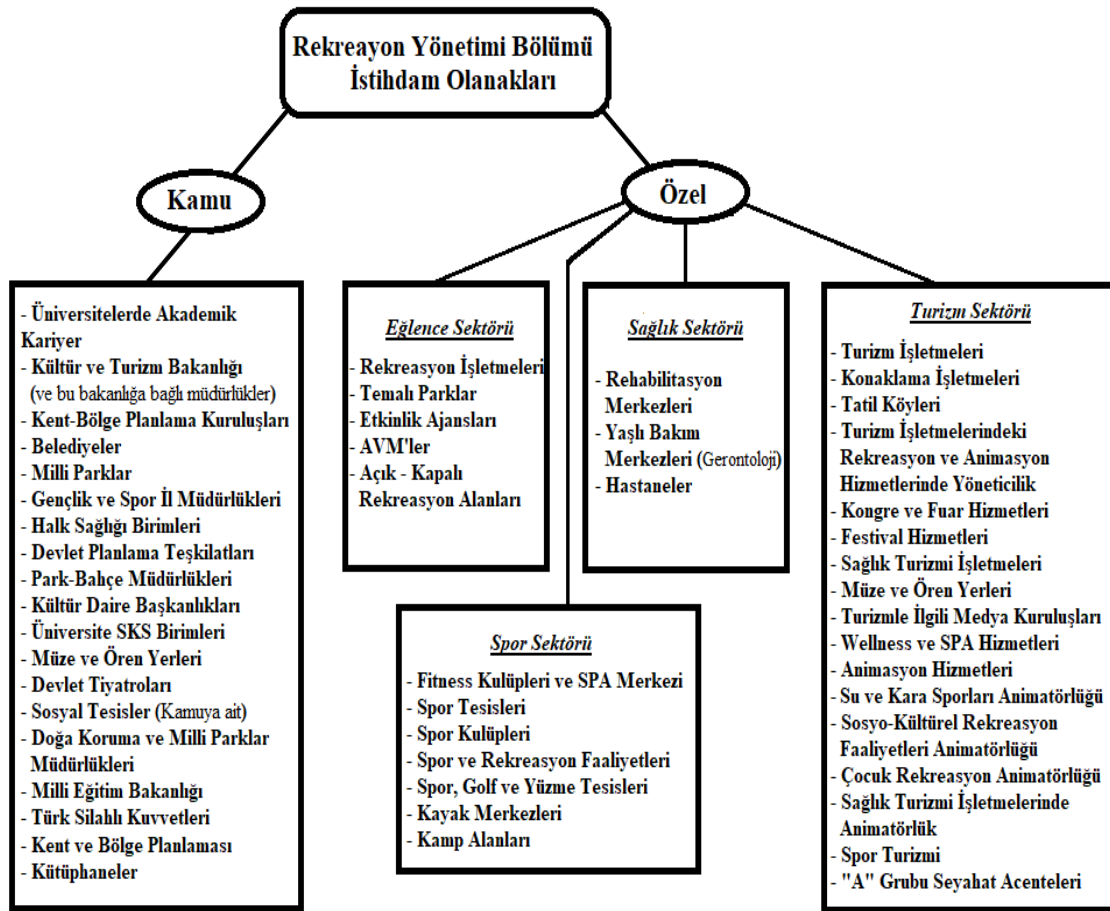 Rekreayon Yönetimi Bölümü
İstihdam Olanakları
Kamu
Özel
- Üniversitelerde Akademik
Kariyer
- Kültür ve Turizm Bakanlığı
(ve bu bakanlığa bağlı müdürlükler)
- Kent-Bölge Planlama Kuruluşları
- Belediyeler
- Milli Parklar
- Gençlik ve Spor İl Müdürlükleri
- Halk Sağlığı Birimleri
- Devlet Planlama Teşkilatları
- Park-Bahçe Müdürlükleri
- Kültür Daire Başkanlıkları
- Üniversite SKS Birimleri
- Müze ve Ören Yerleri
- Devlet Tiyatroları
- Sosyal Tesisler (Kamuya ait)
- Doğa Koruma ve Milli Parklar
Müdürlükleri
- Milli Eğitim Bakanlığı
- Türk Silahlı Kuvvetleri
- Kent ve Bölge Planlaması
- Kütüphaneler
Eğlence Sektörü
- Rekreasyon İşletmeleri
- Temalı Parklar
- Etkinlik Ajansları
- AVM'ler
- Açık - Kapalı
Rekreasyon Alanları
Spor Sektörü
- Fitness Kulüpleri ve SPA Merkezi
- Spor Tesisleri
- Spor Kulüpleri
- Spor ve Rekreasyon Faaliyetleri
- Spor, Golf ve Yüzme Tesisleri
- Kayak Merkezleri
- Kamp Alanları
Sağlık Sektörü
- Rehabilitasyon
Merkezleri
- Yaşlı Bakım
Merkezleri (Gerontoloji)
- Hastaneler
Turizm Sektörü
- Turizm İşletmeleri
- Konaklama İşletmeleri
- Tatil Köyleri
- Turizm İşletmelerindeki
Rekreasyon ve Animasyon
Hizmetlerinde Yöneticilik
- Kongre ve Fuar Hizmetleri
- Festival Hizmetleri
- Sağlık Turizmi İşletmeleri
- Müze ve Ören Yerleri
- Turizmle İlgili Medya Kuruluşları
- Wellness ve SPA Hizmetleri
- Animasyon Hizmetleri
- Su ve Kara Sporları Animatörlüğü
- Sosyo-Kültürel Rekreasyon
Faaliyetleri Animatörlüğü
- Çocuk Rekreasyon Animatörlüğü
- Sağlık Turizmi İşletmelerinde
Animatörlük
- Spor Turizmi
- "A" Grubu Seyahat Acenteleri